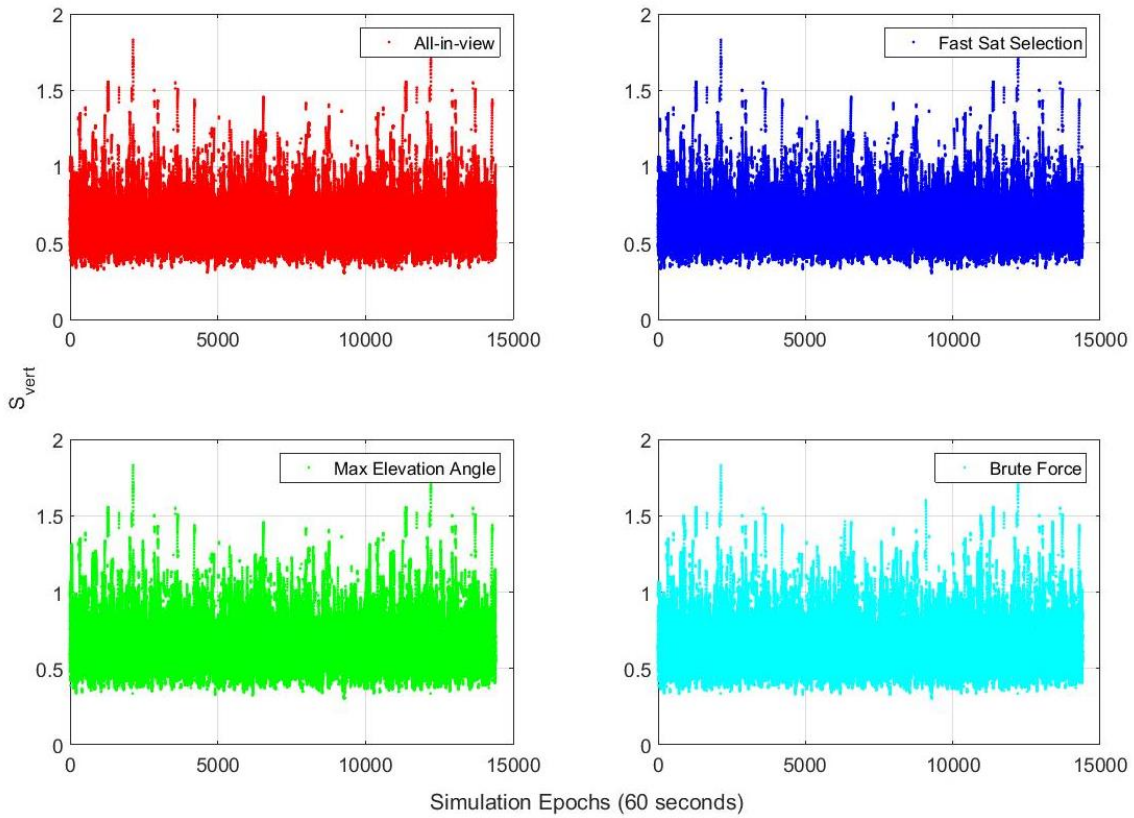 2
1.5
1
0.5
0
0 5000 10000 15000
All-in-view
2
1.5
1
0.5
0
0 5000 10000 15000
Fast Sat Selection
S_vert
2
1.5
1
0.5
0
0 5000 10000 15000
Max Elevation Angle
2
1.5
1
0.5
0
0 5000 10000 15000
Brute Force
Simulation Epochs (60 seconds)